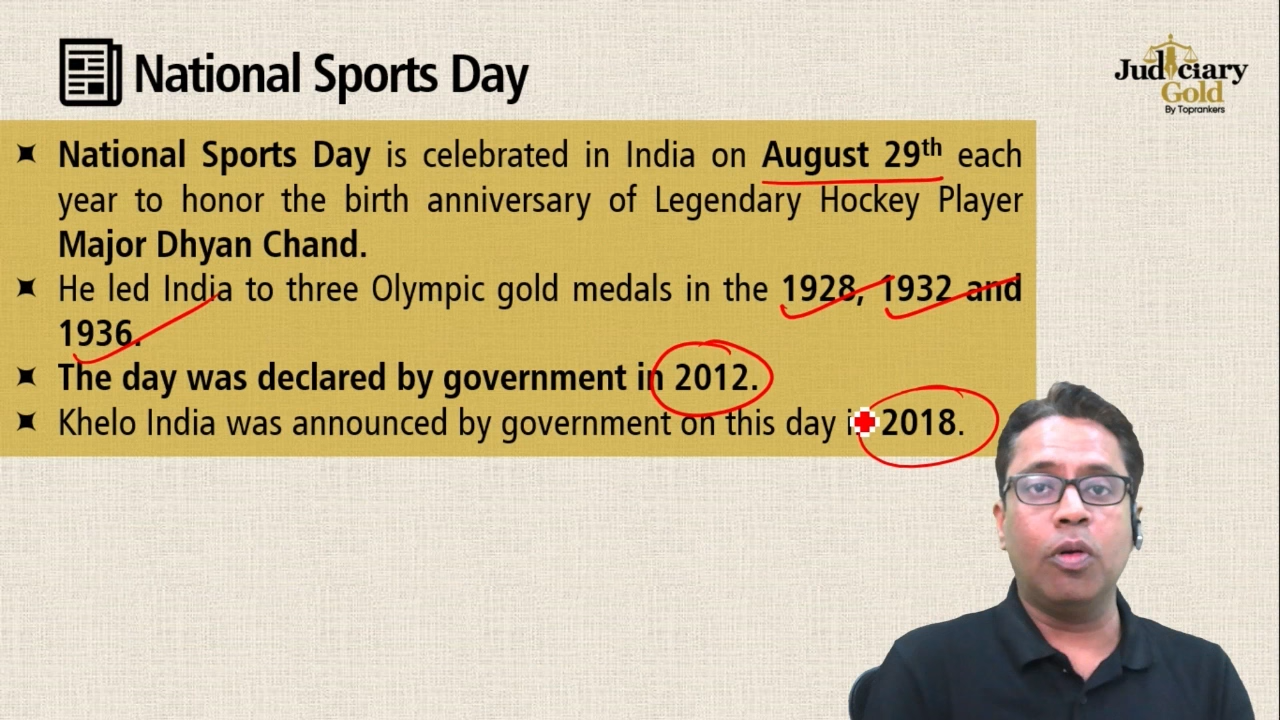 National Sports Day
Judiciary
Gold
By Toprankers
National Sports Day is celebrated in India on August 29th each
year to honor the birth anniversary of Legendary Hockey Player
Major Dhyan Chand.
He led India to three Olympic gold medals in the 1928, 1932 and
1936.
The day was declared by government in 2012.
Khelo India was announced by government on this day in 2018.